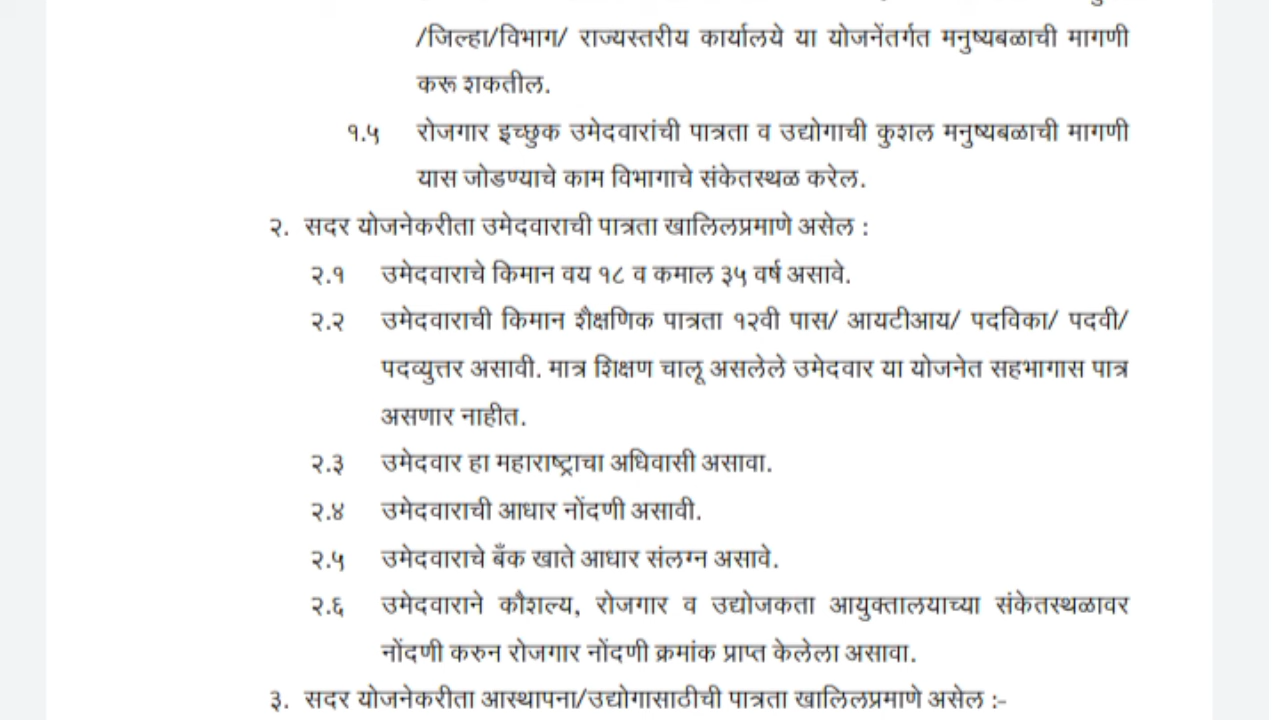 /जिल्हा/विभाग/ राज्यस्तरीय कार्यालये या योजनेंतर्गत मनुष्यबळाची मागणी
करू शकतील.
१.५ रोजगार इच्छुक उमेदवारांची पात्रता व उद्योगाची कुशल मनुष्यबळाची मागणी
यास जोडण्याचे काम विभागाचे संकेतस्थळ करेल.
२. सदर योजनेकरीता उमेदवाराची पात्रता खालिलप्रमाणे असेल :
२.१ उमेदवाराचे किमान वय १८ व कमाल ३५ वर्ष असावे.
२.२ उमेदवाराची किमान शैक्षणिक पात्रता १२वी पास/ आयटीआय/ पदविका/ पदवी/
पदव्युत्तर असावी. मात्र शिक्षण चालू असलेले उमेदवार या योजनेत सहभागास पात्र
असणार नाहीत.
२.३ उमेदवार हा महाराष्ट्राचा अधिवासी असावा.
२.४ उमेदवाराची आधार नोंदणी असावी.
२.५ उमेदवाराचे बँक खाते आधार संलग्न असावे.
२.६ उमेदवाराने कौशल्य, रोजगार व उद्योजकता आयुक्तालयाच्या संकेतस्थळावर
नोंदणी करुन रोजगार नोंदणी क्रमांक प्राप्त केलेला असावा.
३. सदर योजनेकरीता आस्थापना/उद्योगासाठीची पात्रता खालिलप्रमाणे असेल :-